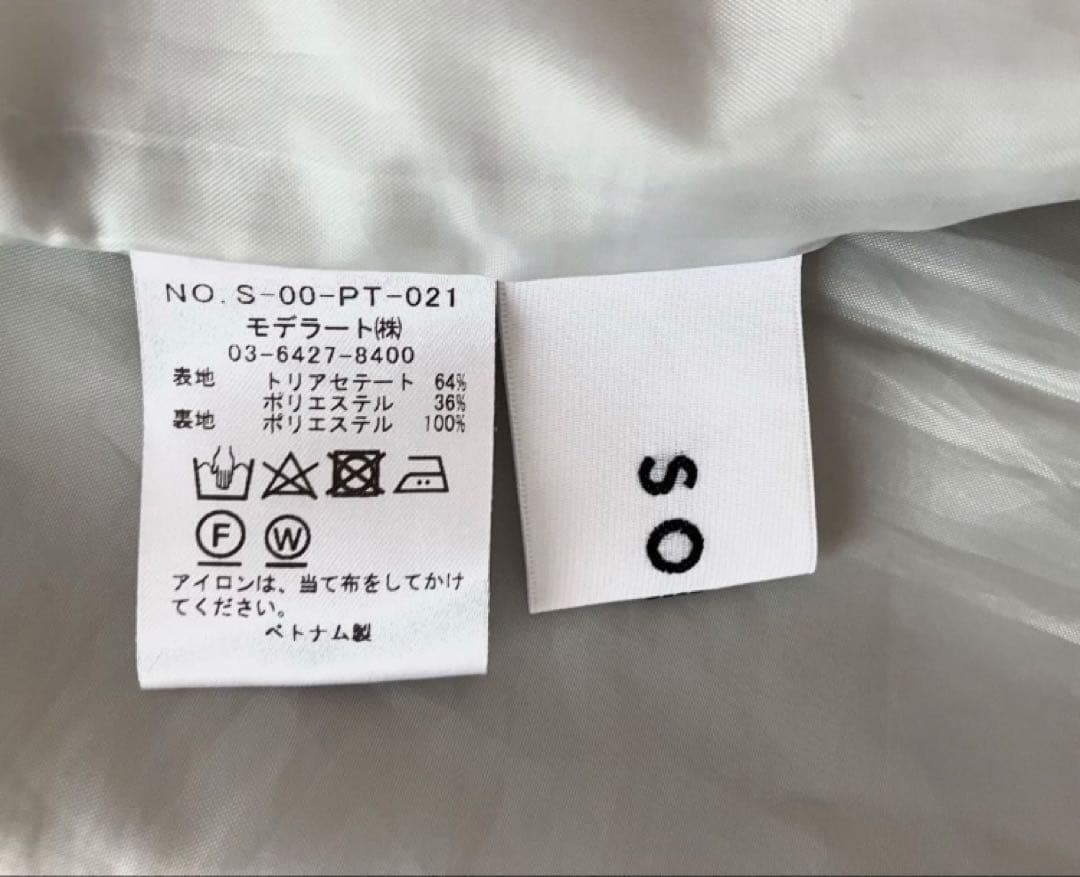 NO. S-00-PT-021
モデラート㈱
03-6427-8400
表地 トリアセテート 64%
ポリエステル 36%
裏地 ポリエステル 100%
F W
アイロンは、当て布をしてかけ
てください。
ベトナム製
SO